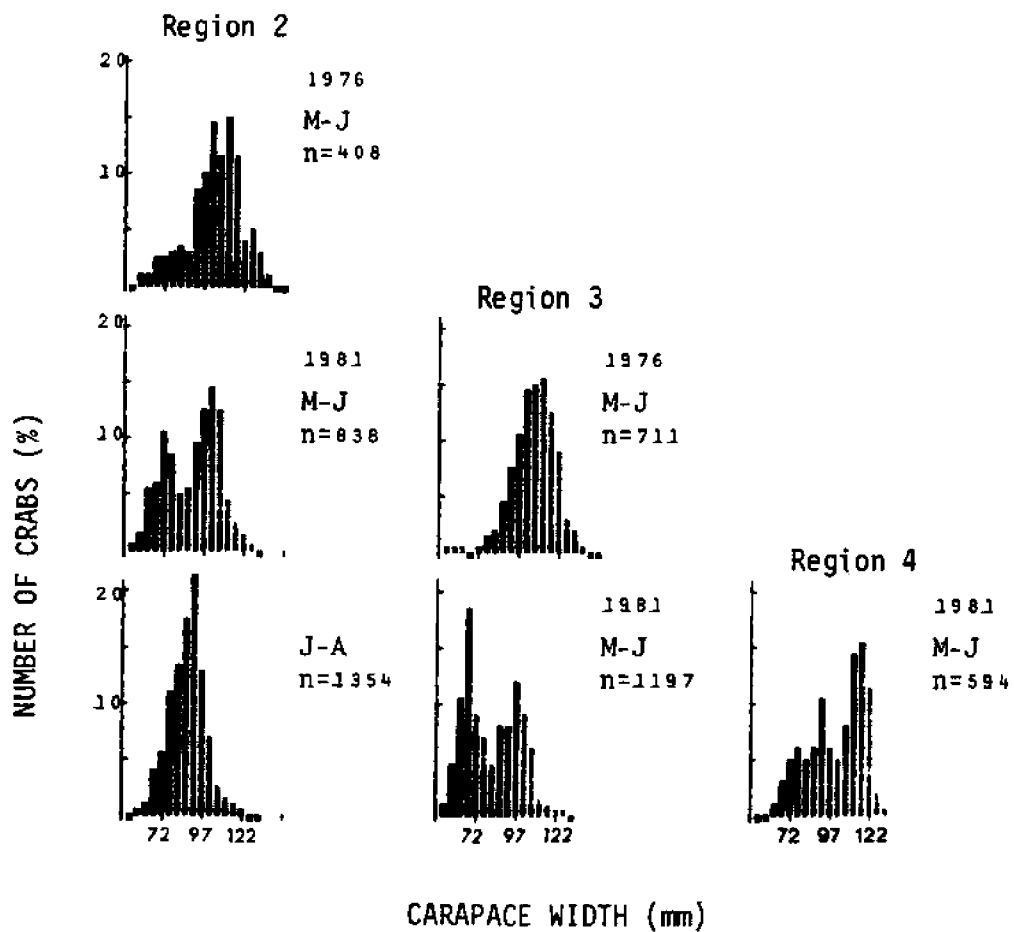 Region 2
20
10
1976
M-J
n=408
Region 3
20
10
1981
M-J
n=838
1976
M-J
n=711
Region 4
20
10
J-A
n=1354
1981
M-J
n=1197
1981
M-J
n=594
72 97 122
72 97 122
72 97 122
NUMBER OF CRABS (%)
CARAPACE WIDTH (mm)